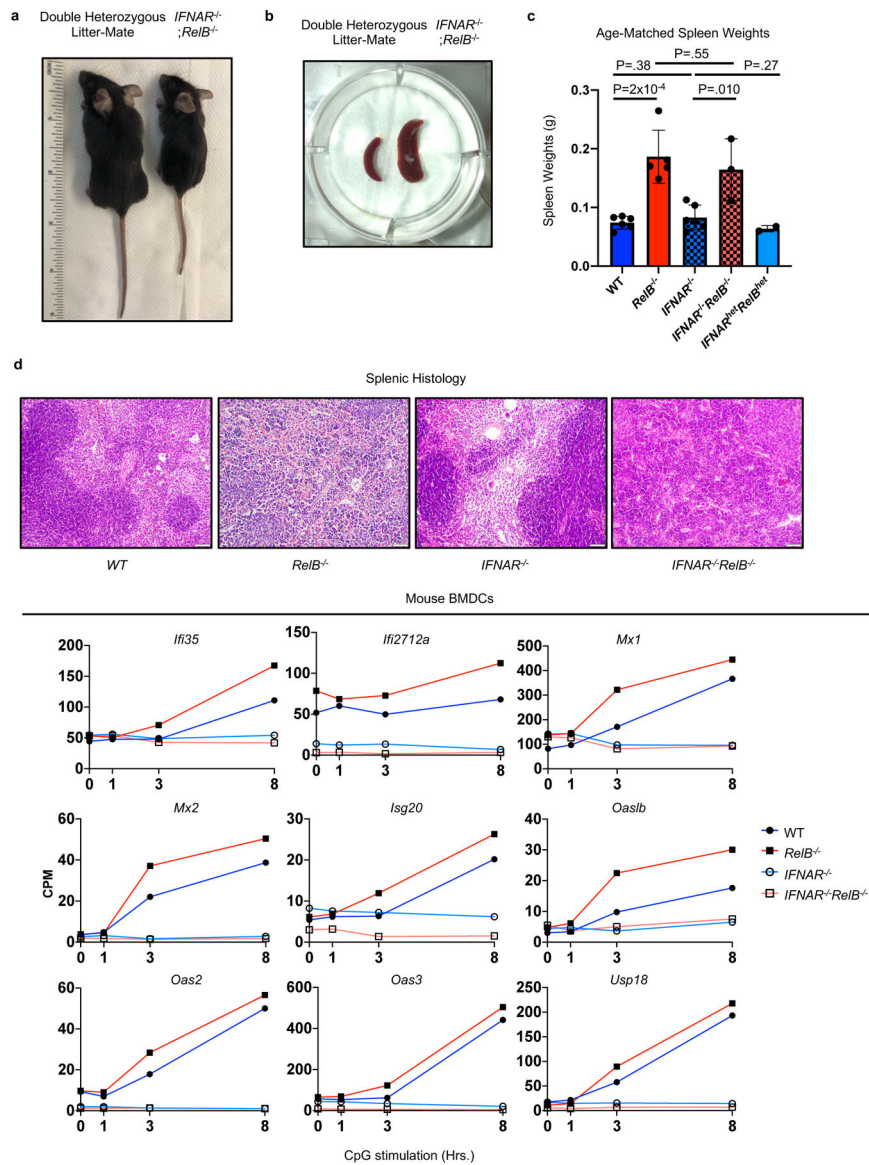 a
Double Heterozygous IFNAR-/-
Litter-Mate ;RelB-/-
b
Double Heterozygous IFNAR-/-
Litter-Mate ;RelB-/-
c
Age-Matched Spleen Weights
P=.55
P=.38 P=.27
P=2x10-4 P=.010
Spleen Weights (g)
0.3
0.2
0.1
0.0
WT
RelB-/-
IFNAR-/-
IFNAR-/-RelB-/-
IFNARhetRelBhet
d
Splenic Histology
WT RelB-/- IFNAR-/- IFNAR-/-RelB-/-
Mouse BMDCs
Ifi35
200
150
100
50
0
0 1 3 8
Ifi2712a
150
100
50
0
0 1 3 8
Mx1
500
400
300
200
100
0
0 1 3 8
Mx2
60
40
20
0
0 1 3 8
CPM
Isg20
30
20
10
0
0 1 3 8
Oaslb
40
30
20
10
0
0 1 3 8
WT
RelB-/-
IFNAR-/-
IFNAR-/-RelB-/-
Oas2
60
40
20
0
0 1 3 8
Oas3
600
400
200
0
0 1 3 8
Usp18
250
200
150
100
50
0
0 1 3 8
CpG stimulation (Hrs.)